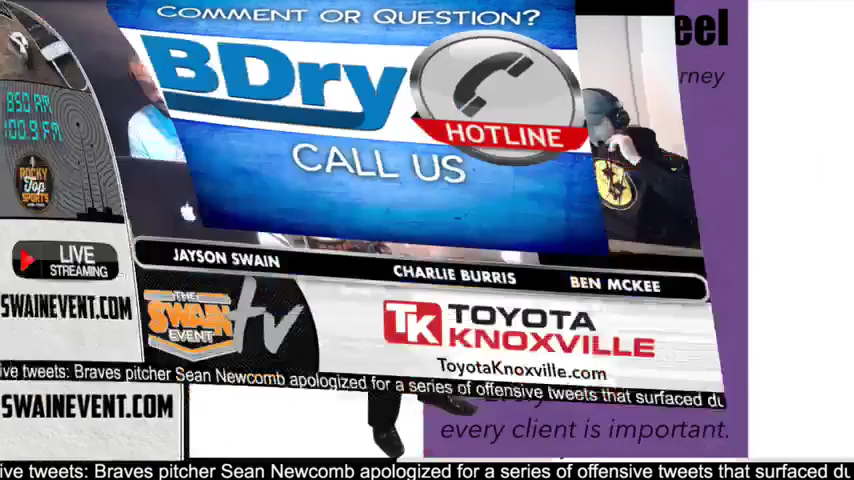 COMMENT OR QUESTION?
BDry
HOTLINE
CALL US
eel
rney
850 AM
100.9 FM
ROCKY
TOP
SPORTS
LIVE
STREAMING
SWAINEVENT.COM
JAYSON SWAIN
CHARLIE BURRIS
BEN MCKEE
THE
SWAIN
EVENT
tv
TK TOYOTA
KNOXVILLE
ToyotaKnoxville.com
ive tweets: Braves pitcher Sean Newcomb apologized for a series of offensive tweets that surfaced du
SWAINEVENT.COM
every client is important.
ive tweets: Braves pitcher Sean Newcomb apologized for a series of offensive tweets that surfaced du